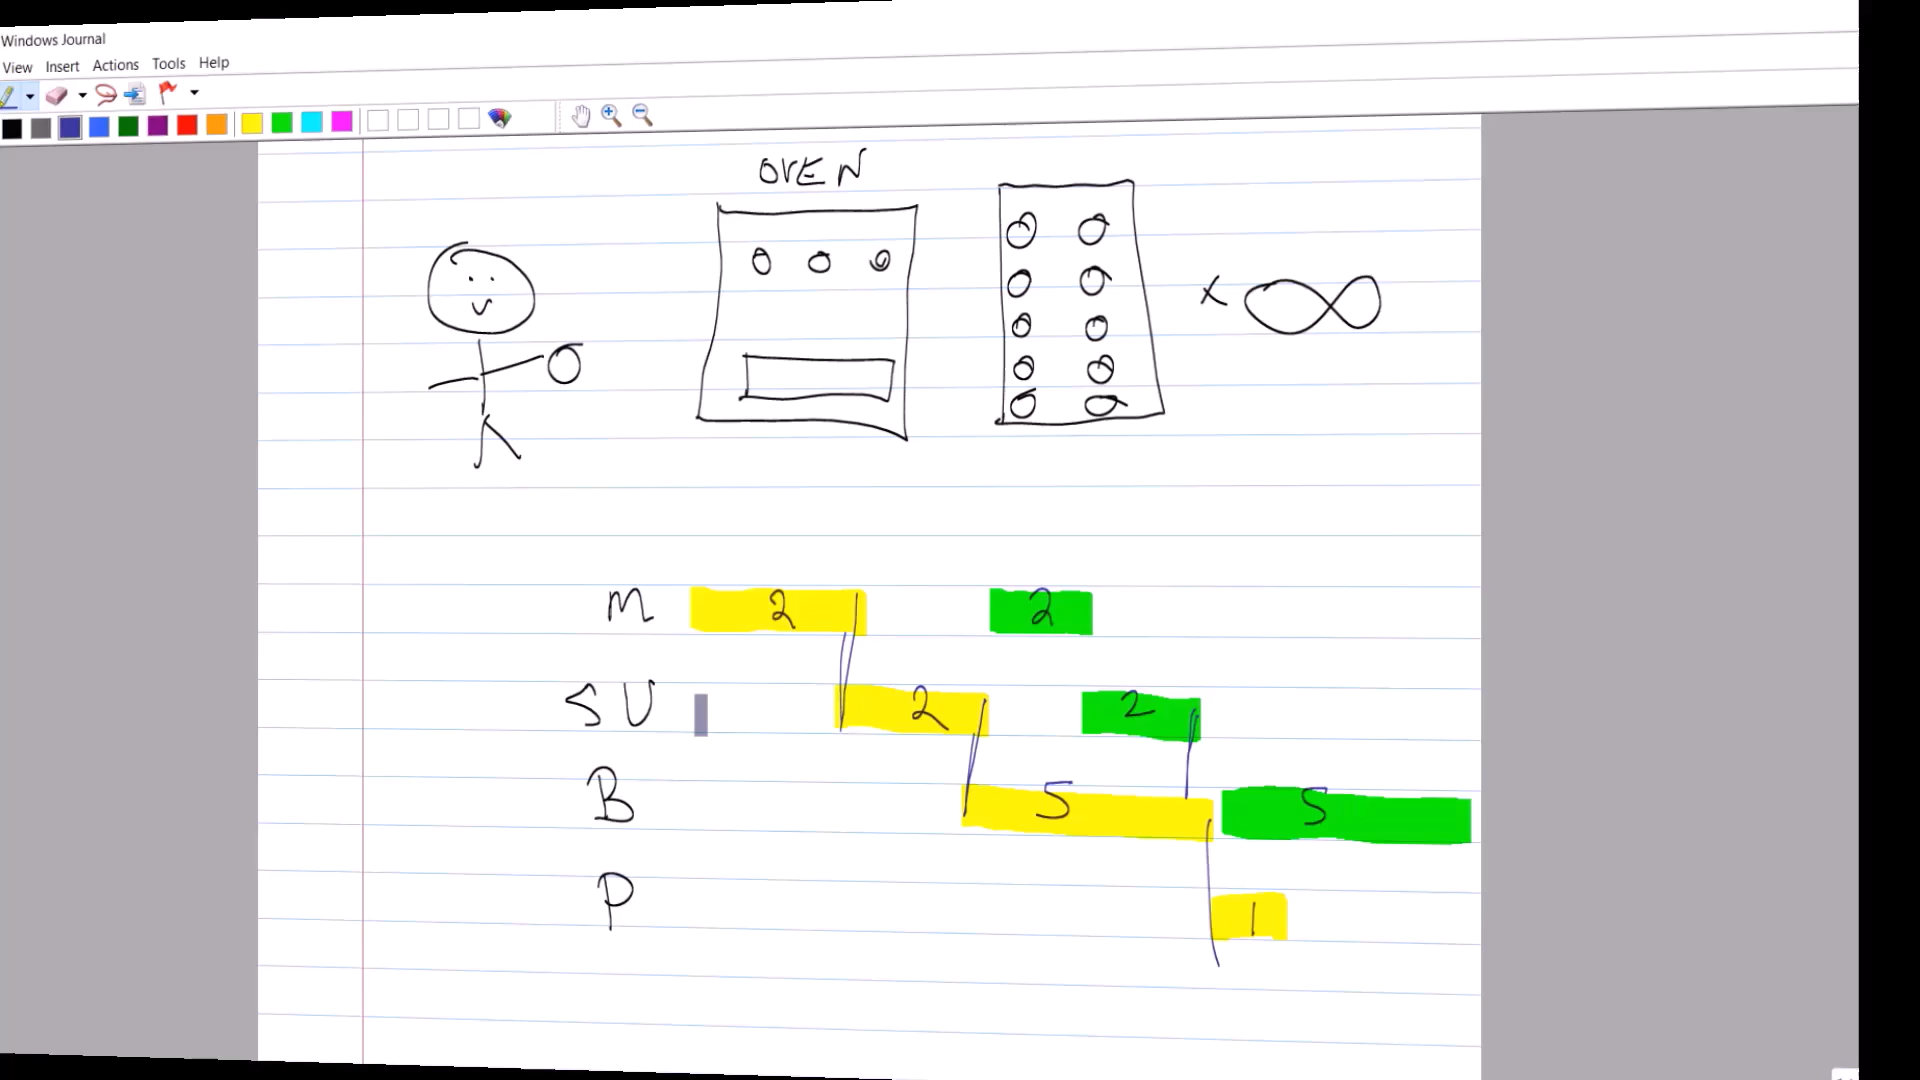 Windows Journal
View Insert Actions Tools Help
OVEN
x ∞
M 2 2
SU 2 2
B 5 5
P 1